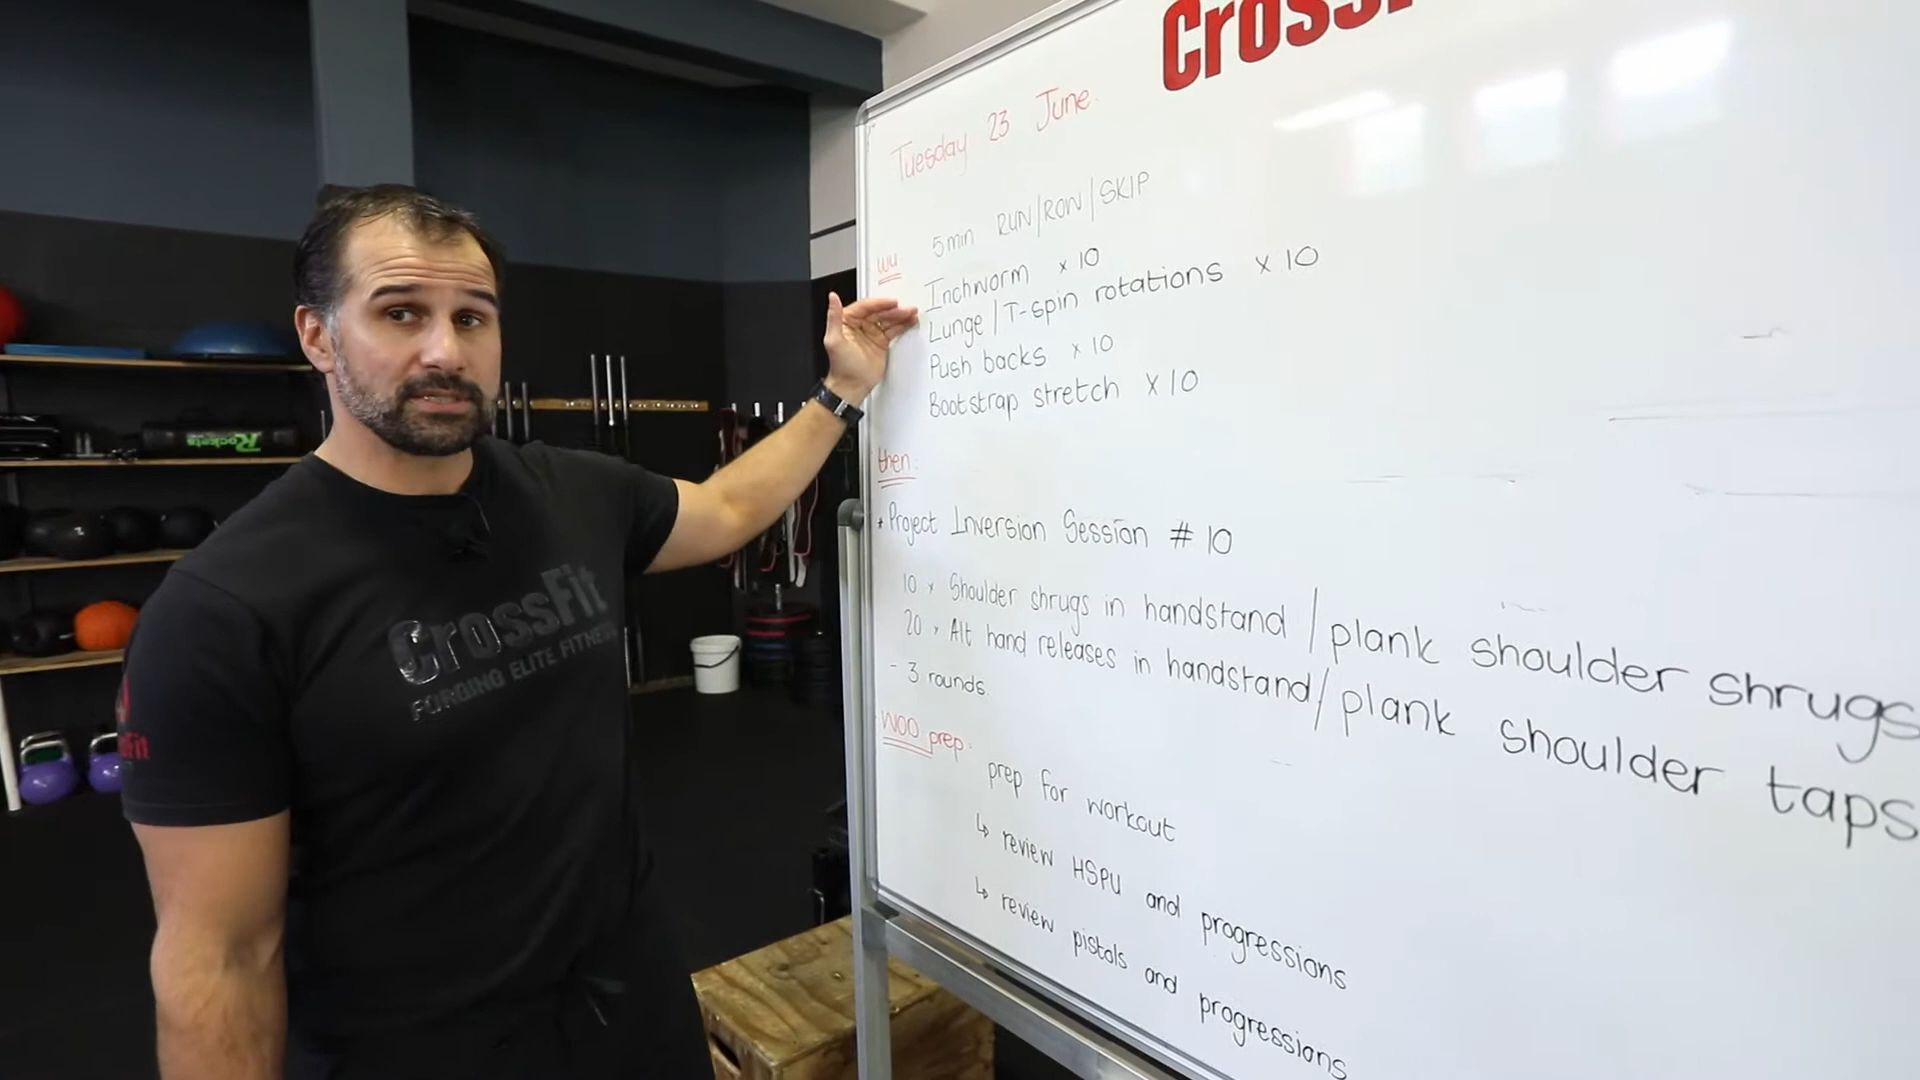 CrossF
Tuesday 23 June.
5min RUN/ROW/SKIP
WU
Inchworm x 10
Lunge/T-spin rotations x 10
Push backs x 10
Bootstrap stretch x 10
then:
* Project Inversion Session # 10
10 x Shoulder shrugs in handstand / plank shoulder shrugs
20 x Alt hand releases in handstand/ plank shoulder taps
- 3 rounds.
WOD prep:
prep for workout
↳ review HSPU and progressions
↳ review pistols and progressions
CrossFit
FORGING ELITE FITNESS
Rockets